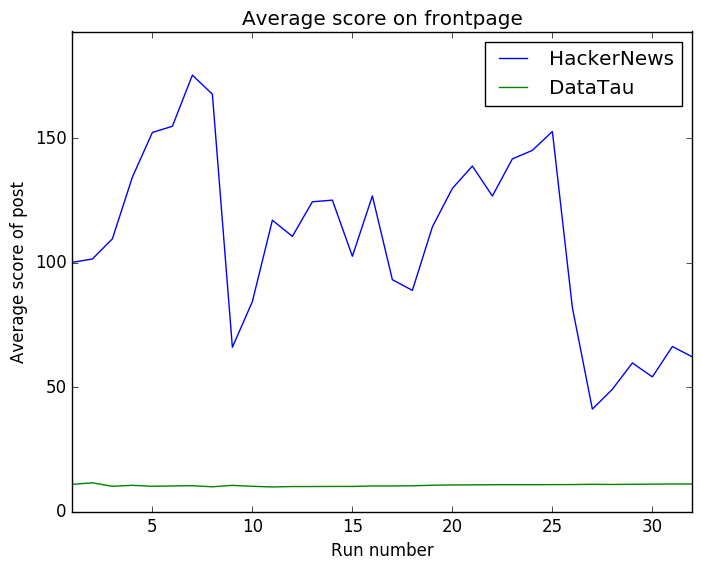 Average score on frontpage
HackerNews
DataTau
Average score of post
150
100
50
0
5 10 15 20 25 30
Run number